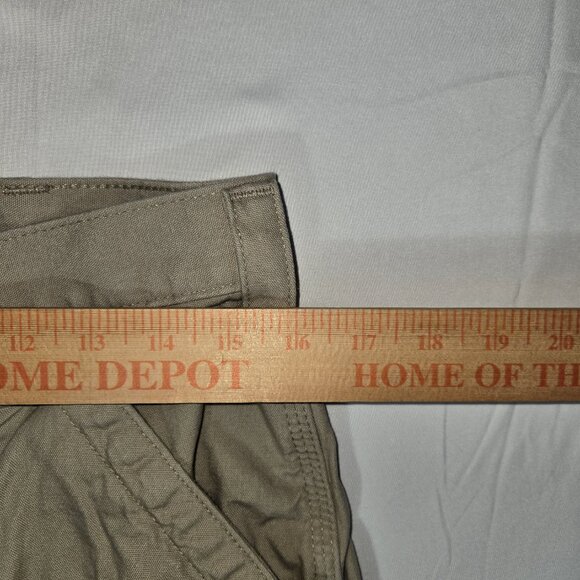 12 13 14 15 16 17 18 19 20
OME DEPOT HOME OF TH